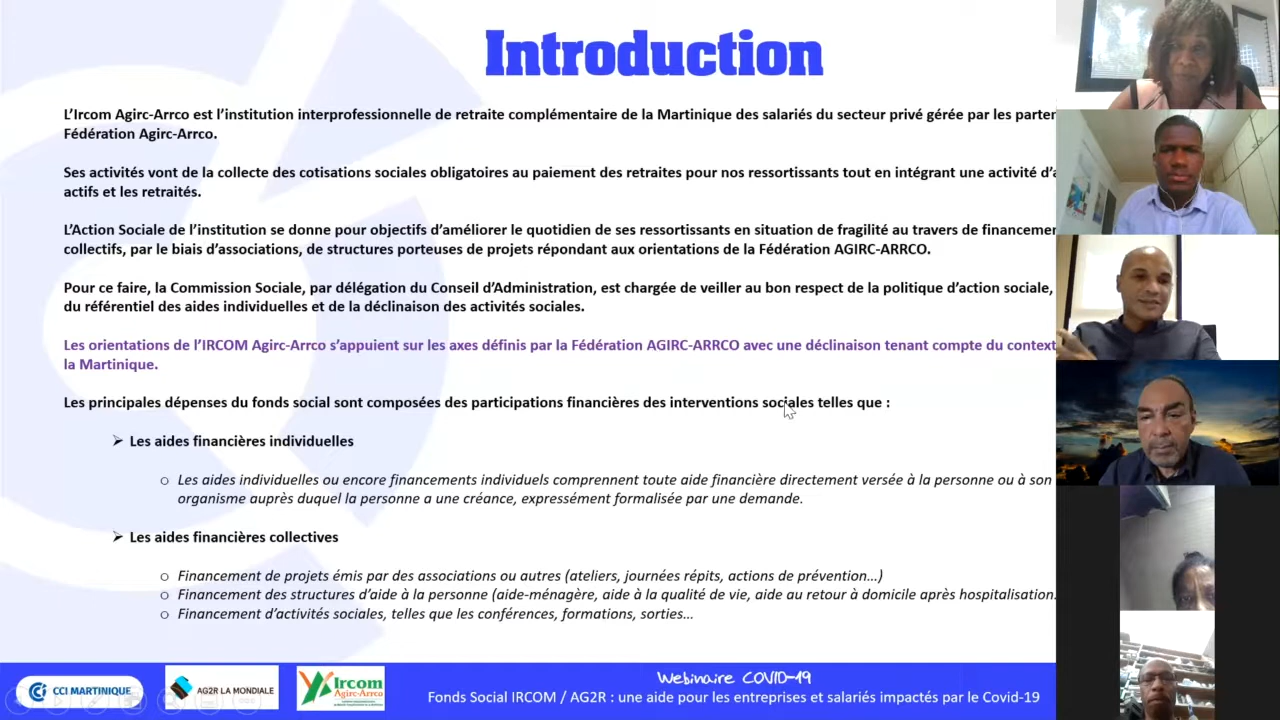 Introduction
L’Ircom Agirc-Arrco est l’institution interprofessionnelle de retraite complémentaire de la Martinique des salariés du secteur privé gérée par les
Fédération Agirc-Arrco.
Ses activités vont de la collecte des cotisations sociales obligatoires au paiement des retraites pour nos ressortissants tout en intégrant une activité
actifs et les retraités.
L’Action Sociale de l’institution se donne pour objectifs d’améliorer le quotidien de ses ressortissants en situation de fragilité au travers de
collectifs, par le biais d’associations, de structures porteuses de projets répondant aux orientations de la Fédération AGIRC-ARRCO.
Pour ce faire, la Commission Sociale, par délégation du Conseil d’Administration, est chargée de veiller au bon respect de la politique d’action sociale,
du référentiel des aides individuelles et de la déclinaison des activités sociales.
Les orientations de l’IRCOM Agirc-Arrco s’appuient sur les axes définis par la Fédération AGIRC-ARRCO avec une déclinaison tenant compte du
la Martinique.
Les principales dépenses du fonds social sont composées des participations financières des interventions sociales telles que :
➢ Les aides financières individuelles
o Les aides individuelles ou encore financements individuels comprennent toute aide financière directement versée à la personne ou à son
organisme auprès duquel la personne a une créance, expressément formalisée par une demande.
➢ Les aides financières collectives
o Financement de projets émis par des associations ou autres (ateliers, journées répits, actions de prévention…)
o Financement des structures d’aide à la personne (aide-ménagère, aide à la qualité de vie, aide au retour à domicile après hospitalisation
o Financement d’activités sociales, telles que les conférences, formations, sorties…
CCI MARTINIQUE
AG2R LA MONDIALE
Ircom
Agirc-Arrco
Webinaire COVID-19
Fonds Social IRCOM / AG2R : une aide pour les entreprises et salariés impactés par le Covid-19